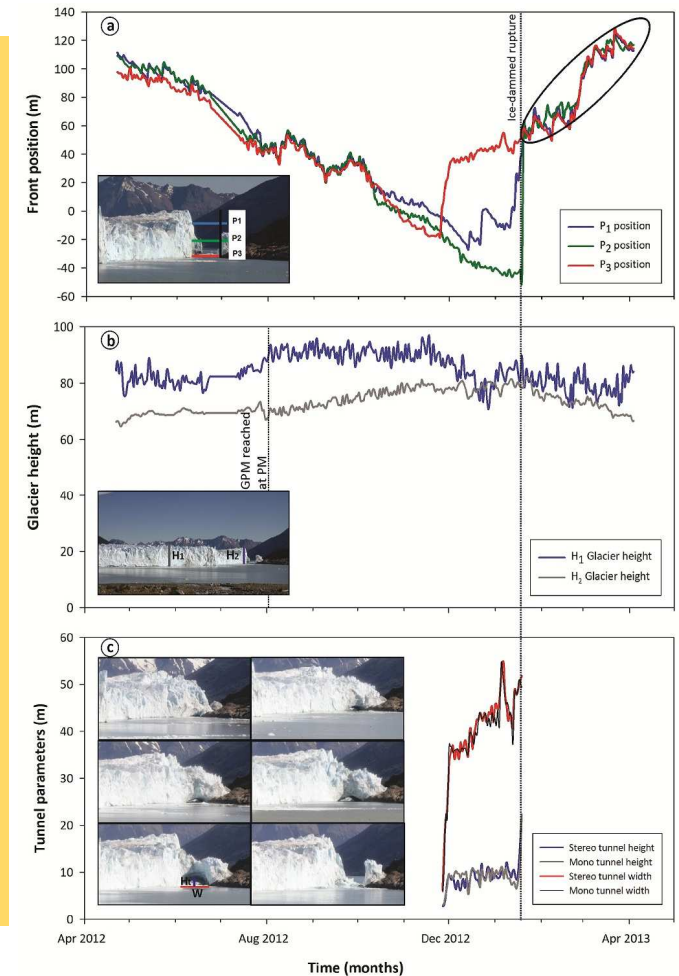 a
140
120
100
80
60
40
20
0
-20
-40
-60
Front position (m)
Ice-dammed rupture
P1
P2
P3
P1 position
P2 position
P3 position
b
100
80
60
40
20
0
Glacier height (m)
GPM reached
at PM
H1
H2
H1 Glacier height
H2 Glacier height
c
60
50
40
30
20
10
0
Tunnel parameters (m)
Ht
W
Stereo tunnel height
Mono tunnel height
Stereo tunnel width
Mono tunnel width
Apr 2012
Aug 2012
Dec 2012
Apr 2013
Time (months)